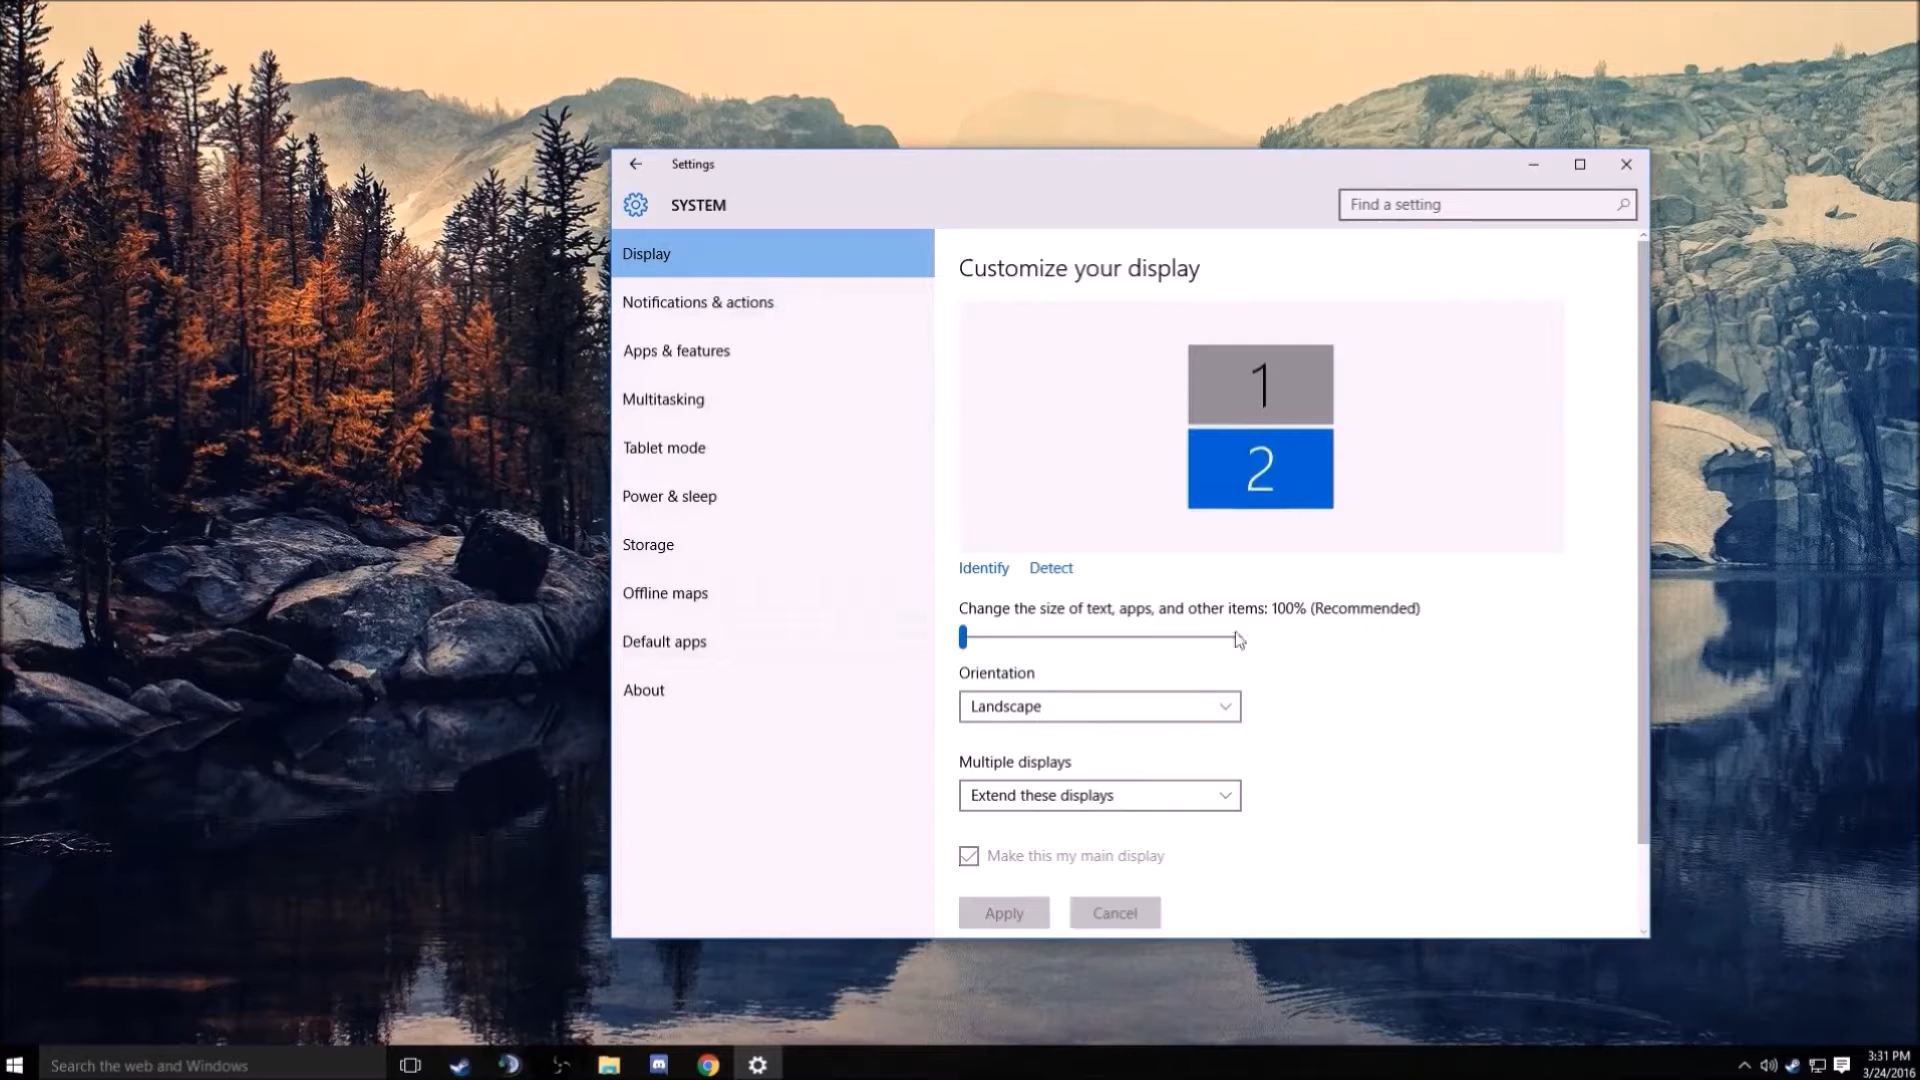 Settings
SYSTEM
Find a setting
Display
Notifications & actions
Apps & features
Multitasking
Tablet mode
Power & sleep
Storage
Offline maps
Default apps
About
Customize your display
1
2
Identify Detect
Change the size of text, apps, and other items: 100% (Recommended)
Orientation
Landscape
Multiple displays
Extend these displays
Make this my main display
Apply Cancel
Search the web and Windows
3:31 PM
3/24/2016